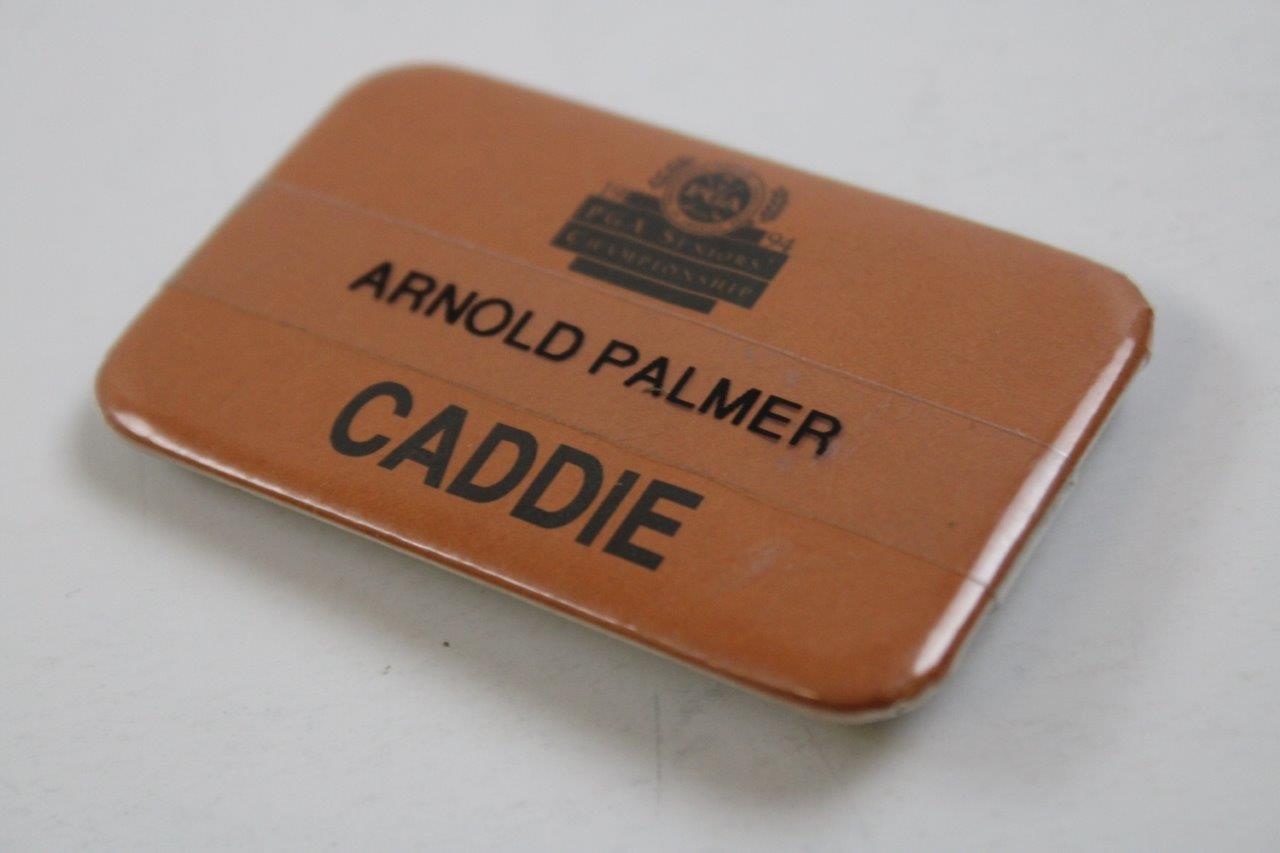 PGA
19 94
PGA SENIORS'
CHAMPIONSHIP
ARNOLD PALMER
CADDIE